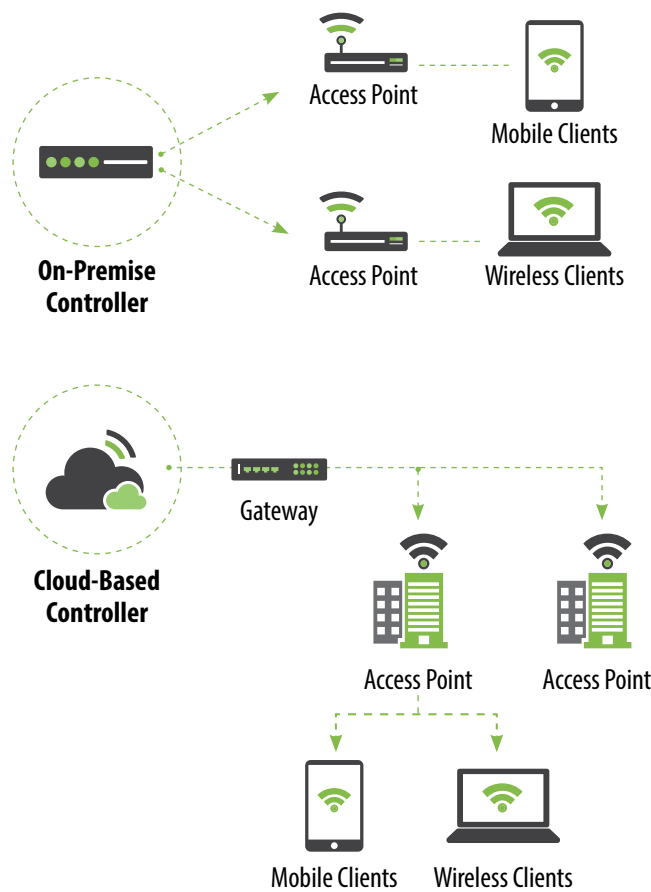 Access Point
Mobile Clients
On-Premise
Controller
Access Point
Wireless Clients
Gateway
Cloud-Based
Controller
Access Point
Access Point
Mobile Clients
Wireless Clients